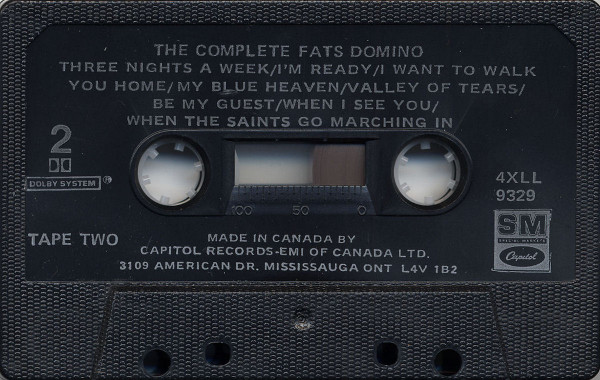 THE COMPLETE FATS DOMINO
THREE NIGHTS A WEEK/I'M READY/I WANT TO WALK
YOU HOME/MY BLUE HEAVEN/VALLEY OF TEARS/
BE MY GUEST/WHEN I SEE YOU/
WHEN THE SAINTS GO MARCHING IN
2
DOLBY SYSTEM®
4XLL
9329
100 50 0
TAPE TWO
MADE IN CANADA BY
CAPITOL RECORDS-EMI OF CANADA LTD.
3109 AMERICAN DR. MISSISSAUGA ONT L4V 1B2
SM
SPECIAL MARKETS
Capitol